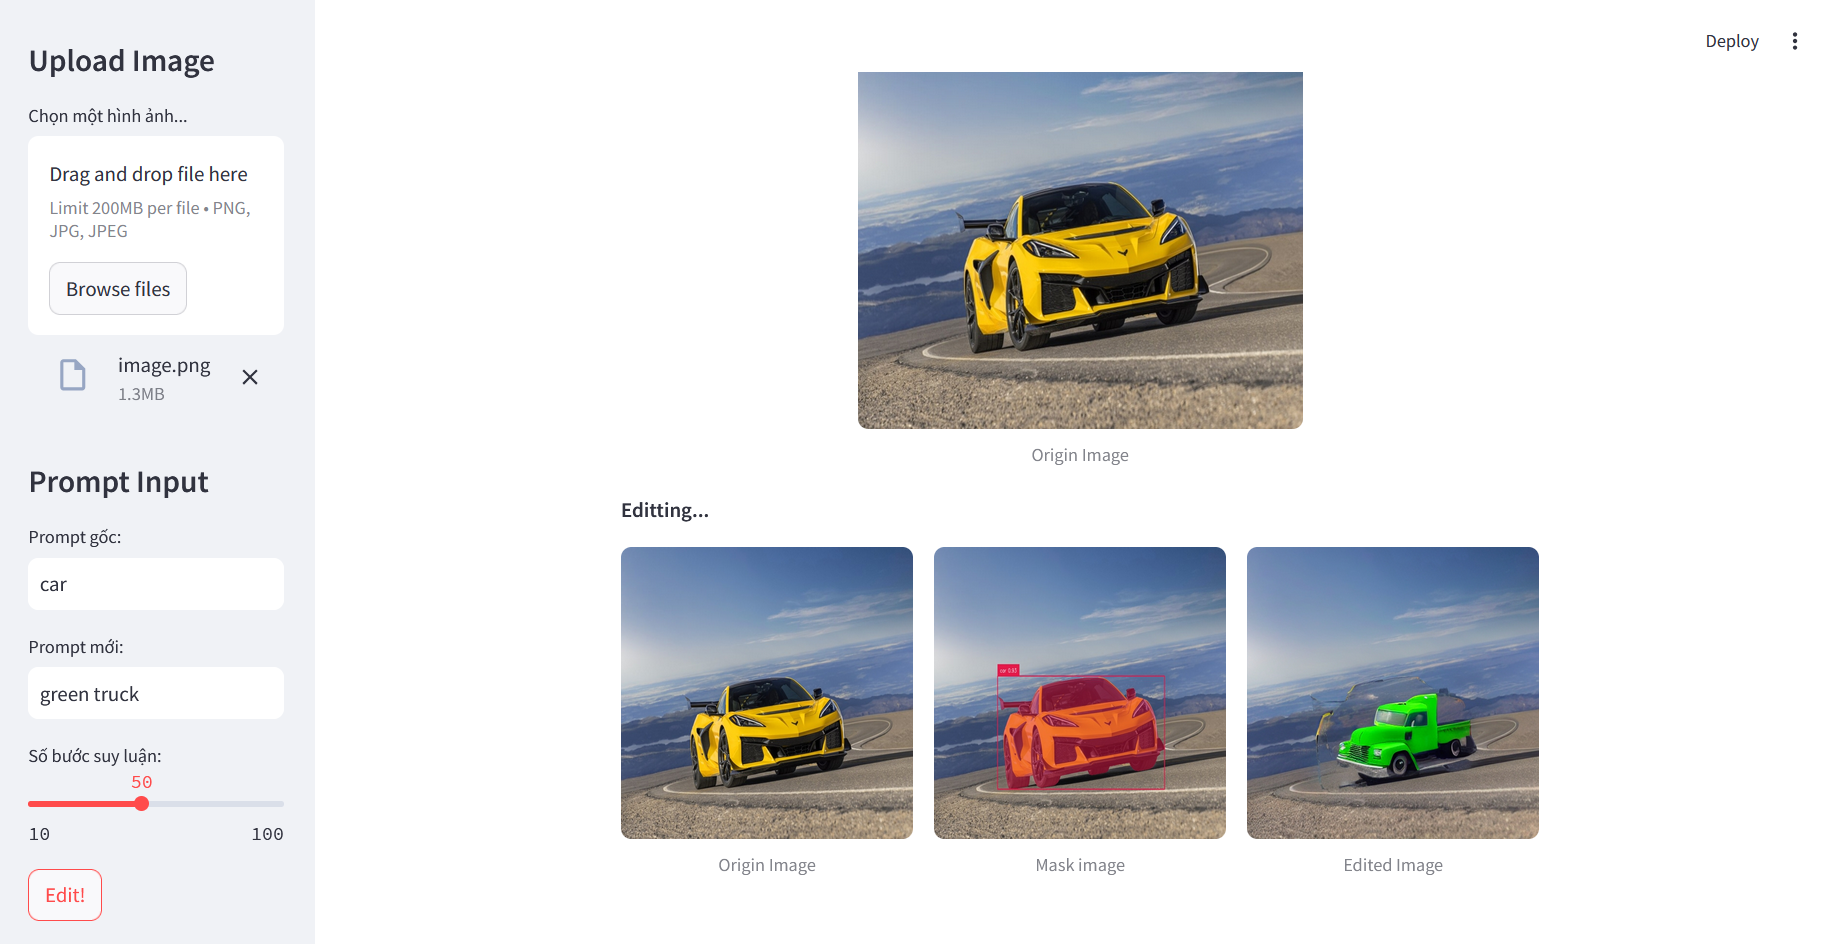 Upload Image
Chọn một hình ảnh...
Drag and drop file here
Limit 200MB per file • PNG,
JPG, JPEG
Browse files
image.png
1.3MB
Prompt Input
Prompt gốc:
car
Prompt mới:
green truck
Số bước suy luận:
50
10
100
Edit!
Deploy
Origin Image
Editting...
Origin Image
Mask image
Edited Image